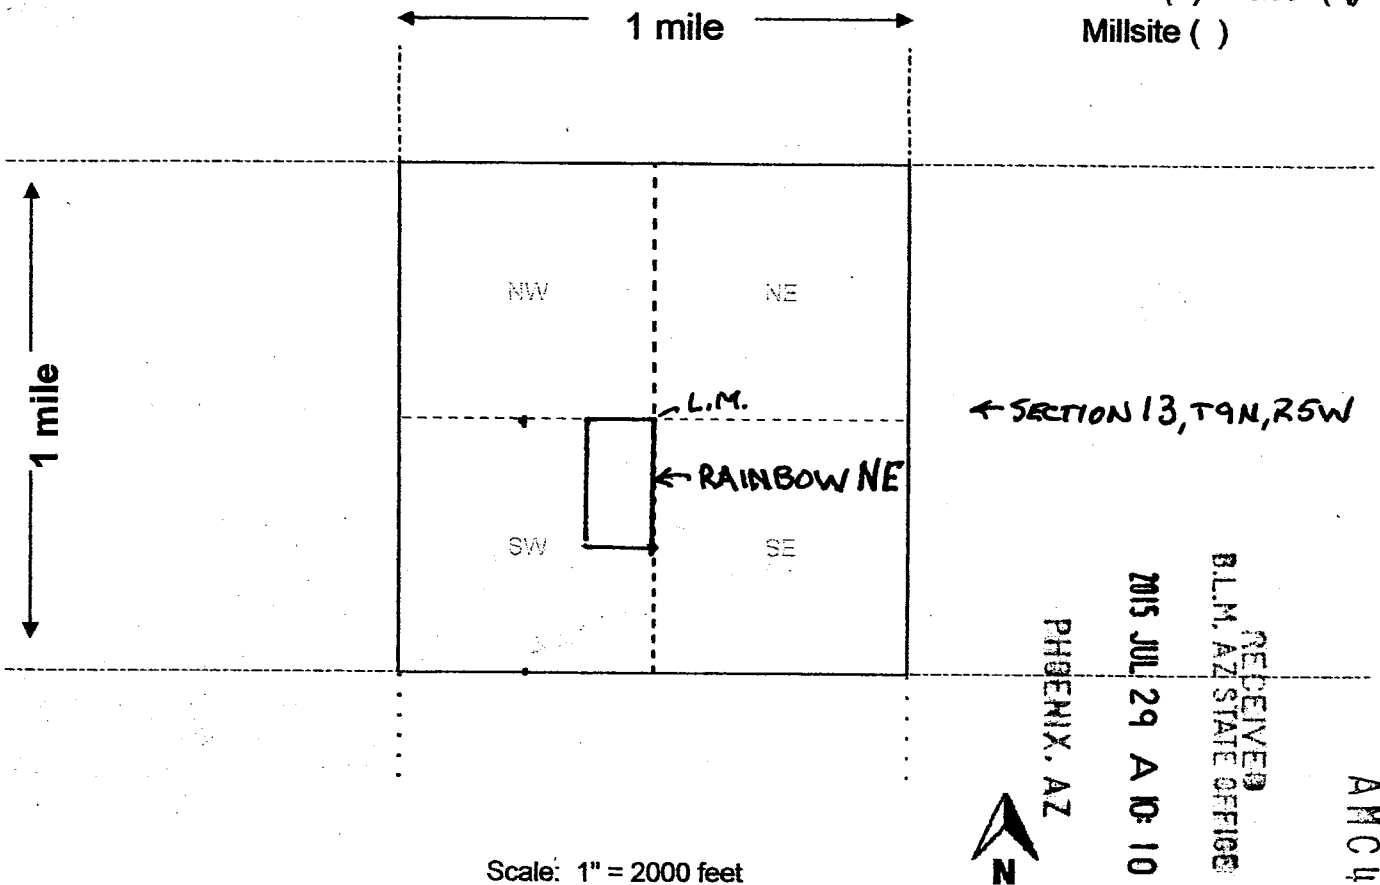 1 mile
Millsite ( )
1 mile
NW
NE
L.M.
← SECTION 13, T9N, R5W
← RAINBOW NE
SW
SE
RECEIVED
B.L.M. AZ STATE OFFICE
2015 JUL 29 A 10: 10
PHOENIX, AZ
N
Scale: 1" = 2000 feet